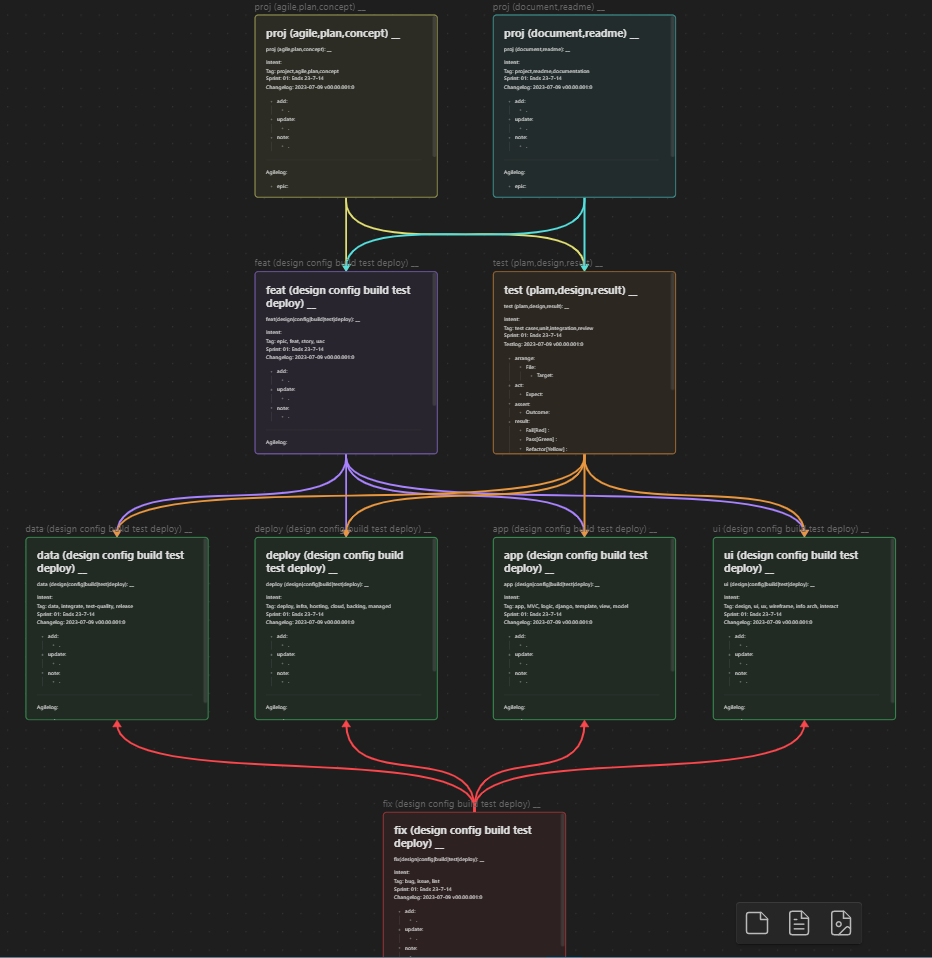 proj (agile,plan,concept) __
proj (agile,plan,concept) __
proj (agile,plan,concept): __
Intent:
Tag: project,agile,plan,concept
Sprint: 01: Ends 23-7-14
Changelog: 2023-07-09 v00.00.001:0
add:
.
update:
.
note:
.
Agilelog:
epic:
proj (document,readme) __
proj (document,readme) __
proj (document,readme): __
Intent:
Tag: project,readme,documentation
Sprint: 01: Ends 23-7-14
Changelog: 2023-07-09 v00.00.001:0
add:
.
update:
.
note:
.
Agilelog:
epic:
feat (design config build test deploy) __
feat (design config build test
deploy) __
feat(design|config|build|test|deploy): __
Intent:
Tag: epic, feat, story, uac
Sprint: 01: Ends 23-7-14
Changelog: 2023-07-09 v00.00.001:0
add:
.
update:
.
note:
.
Agilelog:
test (plam,design,result) __
test (plam,design,result) __
test (plam,design,result): __
Intent:
Tag: test cases,unit,integration,review
Sprint: 01: Ends 23-7-14
Testlog: 2023-07-09 v00.00.001:0
arrange:
File:
Target:
act:
Expect:
assert:
Outcome:
result:
Fail[Red] :
Pass[Green] :
Refactor[Yellow] :
data (design config build test deploy) __
data (design config build test
deploy) __
data (design|config|build|test|deploy): __
Intent:
Tag: data, integrate, test-quality, release
Sprint: 01: Ends 23-7-14
Changelog: 2023-07-09 v00.00.001:0
add:
.
update:
.
note:
.
Agilelog:
deploy (design config build test deploy) __
deploy (design config build
test deploy) __
deploy (design|config|build|test|deploy): __
Intent:
Tag: deploy, infra, hosting, cloud, backing, managed
Sprint: 01: Ends 23-7-14
Changelog: 2023-07-09 v00.00.001:0
add:
.
update:
.
note:
.
Agilelog:
app (design config build test deploy) __
app (design config build test
deploy) __
app (design|config|build|test|deploy): __
Intent:
Tag: app, MVC, logic, django, template, view, model
Sprint: 01: Ends 23-7-14
Changelog: 2023-07-09 v00.00.001:0
add:
.
update:
.
note:
.
Agilelog:
ui (design config build test deploy) __
ui (design config build test
deploy) __
ui (design|config|build|test|deploy): __
Intent:
Tag: design, ui, ux, wireframe, info arch, interact
Sprint: 01: Ends 23-7-14
Changelog: 2023-07-09 v00.00.001:0
add:
.
update:
.
note:
.
Agilelog:
fix (design config build test deploy) __
fix (design config build test
deploy) __
fix(design|config|build|test|deploy): __
Intent:
Tag: bug, issue, list
Sprint: 01: Ends 23-7-14
Changelog: 2023-07-09 v00.00.001:0
add:
.
update:
.
note: